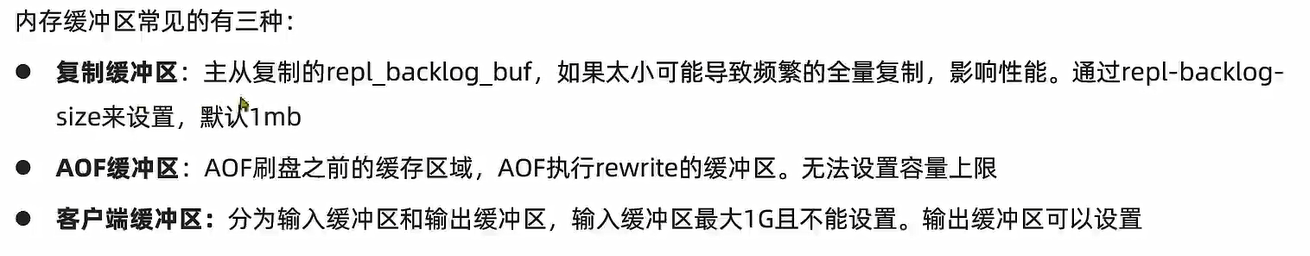 内存缓冲区常见的有三种：
● 复制缓冲区：主从复制的repl_backlog_buf，如果太小可能导致频繁的全量复制，影响性能。通过repl-backlog-
size来设置，默认1mb
● AOF缓冲区：AOF刷盘之前的缓存区域，AOF执行rewrite的缓冲区。无法设置容量上限
● 客户端缓冲区：分为输入缓冲区和输出缓冲区，输入缓冲区最大1G且不能设置。输出缓冲区可以设置